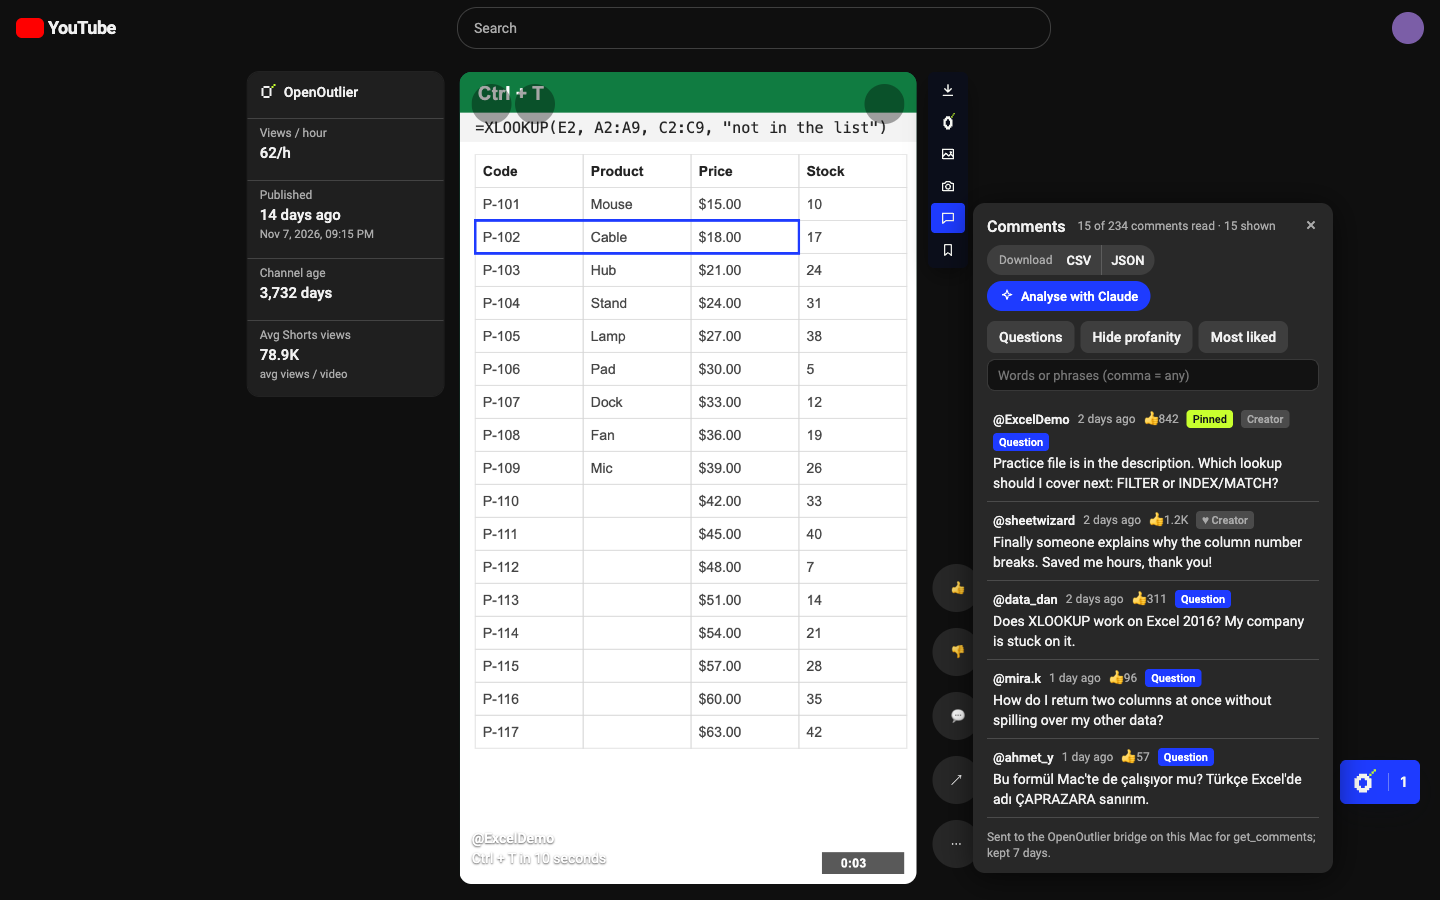 YouTube
Search
OpenOutlier
Views / hour
62/h
Published
14 days ago
Nov 7, 2026, 09:15 PM
Channel age
3,732 days
Avg Shorts views
78.9K
avg views / video
Ctrl + T
=XLOOKUP(E2, A2:A9, C2:C9, "not in the list")
Code Product Price Stock
P-101 Mouse $15.00 10
P-102 Cable $18.00 17
P-103 Hub $21.00 24
P-104 Stand $24.00 31
P-105 Lamp $27.00 38
P-106 Pad $30.00 5
P-107 Dock $33.00 12
P-108 Fan $36.00 19
P-109 Mic $39.00 26
P-110 $42.00 33
P-111 $45.00 40
P-112 $48.00 7
P-113 $51.00 14
P-114 $54.00 21
P-115 $57.00 28
P-116 $60.00 35
P-117 $63.00 42
@ExcelDemo
Ctrl + T in 10 seconds
0:03
Comments 15 of 234 comments read · 15 shown
Download CSV JSON
Analyse with Claude
Questions Hide profanity Most liked
Words or phrases (comma = any)
@ExcelDemo 2 days ago 👍842 Pinned Creator
Question
Practice file is in the description. Which lookup
should I cover next: FILTER or INDEX/MATCH?
@sheetwizard 2 days ago 👍1.2K ♥ Creator
Finally someone explains why the column number
breaks. Saved me hours, thank you!
@data_dan 2 days ago 👍311 Question
Does XLOOKUP work on Excel 2016? My company
is stuck on it.
@mira.k 1 day ago 👍96 Question
How do I return two columns at once without
spilling over my other data?
@ahmet_y 1 day ago 👍57 Question
Bu formül Mac'te de çalışıyor mu? Türkçe Excel'de
adı ÇAPRAZARA sanırım.
Sent to the OpenOutlier bridge on this Mac for get_comments;
kept 7 days.
1